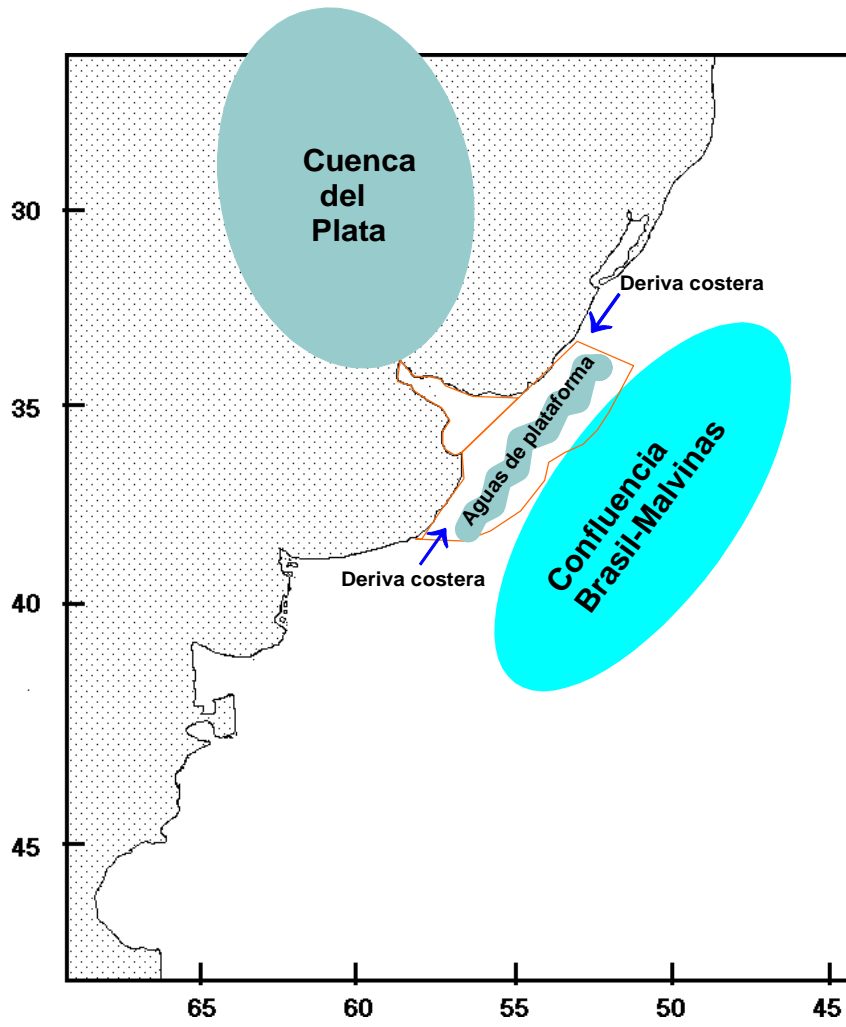 Cuenca
del
Plata
30
Deriva costera
35
Aguas de plataforma
Confluencia
Brasil-Malvinas
Deriva costera
40
45
65
60
55
50
45